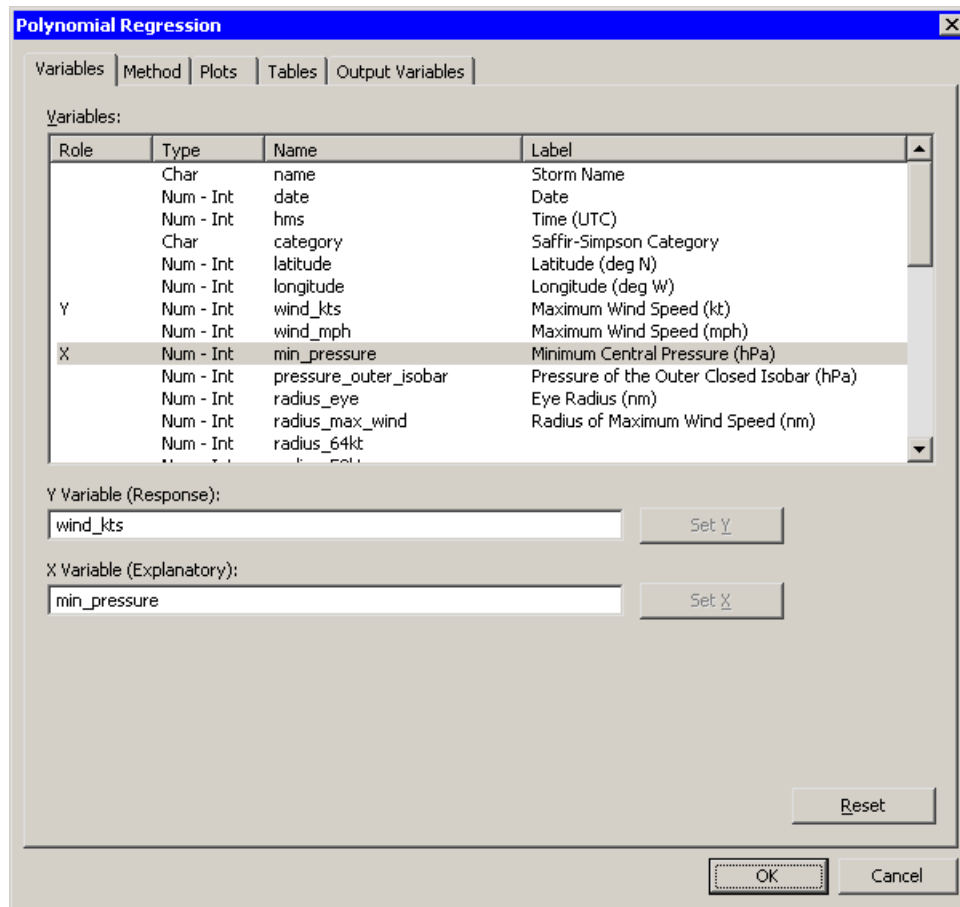 Polynomial Regression
Variables Method Plots Tables Output Variables
Variables:
Role Type Name Label
Char name Storm Name
Num - Int date Date
Num - Int hms Time (UTC)
Char category Saffir-Simpson Category
Num - Int latitude Latitude (deg N)
Num - Int longitude Longitude (deg W)
Y Num - Int wind_kts Maximum Wind Speed (kt)
Num - Int wind_mph Maximum Wind Speed (mph)
X Num - Int min_pressure Minimum Central Pressure (hPa)
Num - Int pressure_outer_isobar Pressure of the Outer Closed Isobar (hPa)
Num - Int radius_eye Eye Radius (nm)
Num - Int radius_max_wind Radius of Maximum Wind Speed (nm)
Num - Int radius_64kt
Y Variable (Response):
wind_kts Set Y
X Variable (Explanatory):
min_pressure Set X
Reset
OK Cancel